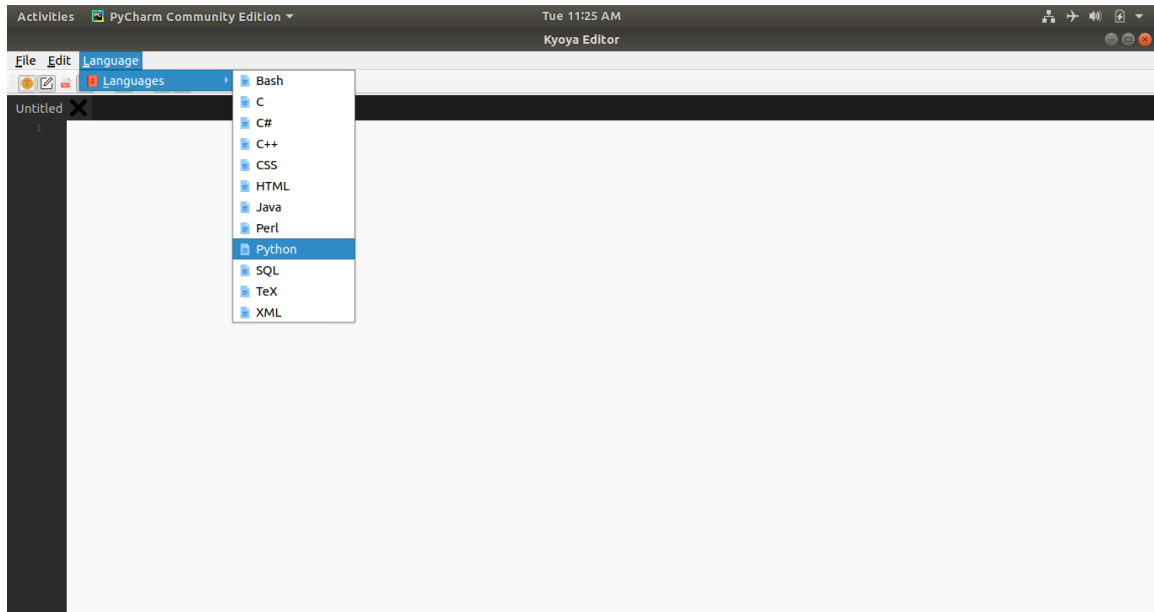 Activities PyCharm Community Edition Tue 11:25 AM
Kyoya Editor
File Edit Language
Languages
Bash
C
C#
C++
CSS
HTML
Java
Perl
Python
SQL
TeX
XML
Untitled
1